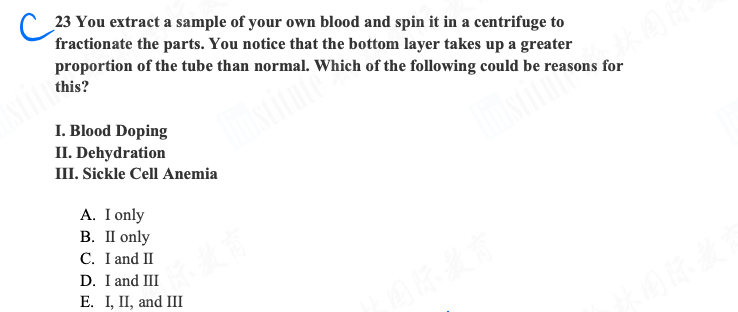 C 23 You extract a sample of your own blood and spin it in a centrifuge to
fractionate the parts. You notice that the bottom layer takes up a greater
proportion of the tube than normal. Which of the following could be reasons for
this?
I. Blood Doping
II. Dehydration
III. Sickle Cell Anemia
A. I only
B. II only
C. I and II
D. I and III
E. I, II, and III